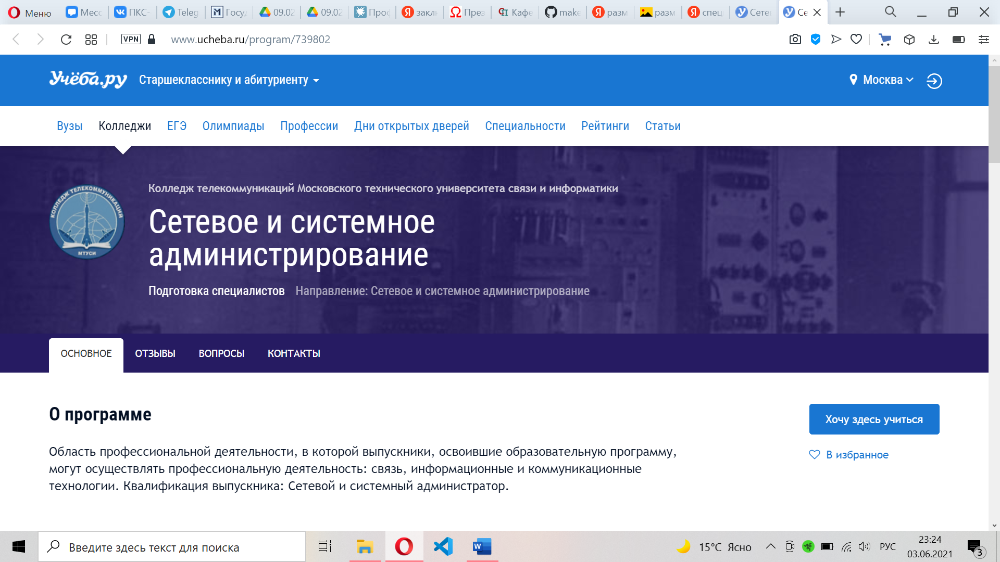 Меню
Месс
ПКС-
Teleg
Госу
09.02
09.02
Проф
заклю
През
Кафе
make
разм
разм
спец
Сете
Се
VPN
www.ucheba.ru/program/739802
Учёба.ру
Старшекласснику и абитуриенту
Москва
Вузы Колледжи ЕГЭ Олимпиады Профессии Дни открытых дверей Специальности Рейтинги Статьи
КОЛЛЕДЖ ТЕЛЕКОММУНИКАЦИЙ
МТУСИ
Колледж телекоммуникаций Московского технического университета связи и информатики
Сетевое и системное
администрирование
Подготовка специалистов Направление: Сетевое и системное администрирование
ОСНОВНОЕ ОТЗЫВЫ ВОПРОСЫ КОНТАКТЫ
О программе
Хочу здесь учиться
В избранное
Область профессиональной деятельности, в которой выпускники, освоившие образовательную программу,
могут осуществлять профессиональную деятельность: связь, информационные и коммуникационные
технологии. Квалификация выпускника: Сетевой и системный администратор.
Введите здесь текст для поиска
15°C Ясно
РУС
23:24
03.06.2021
3